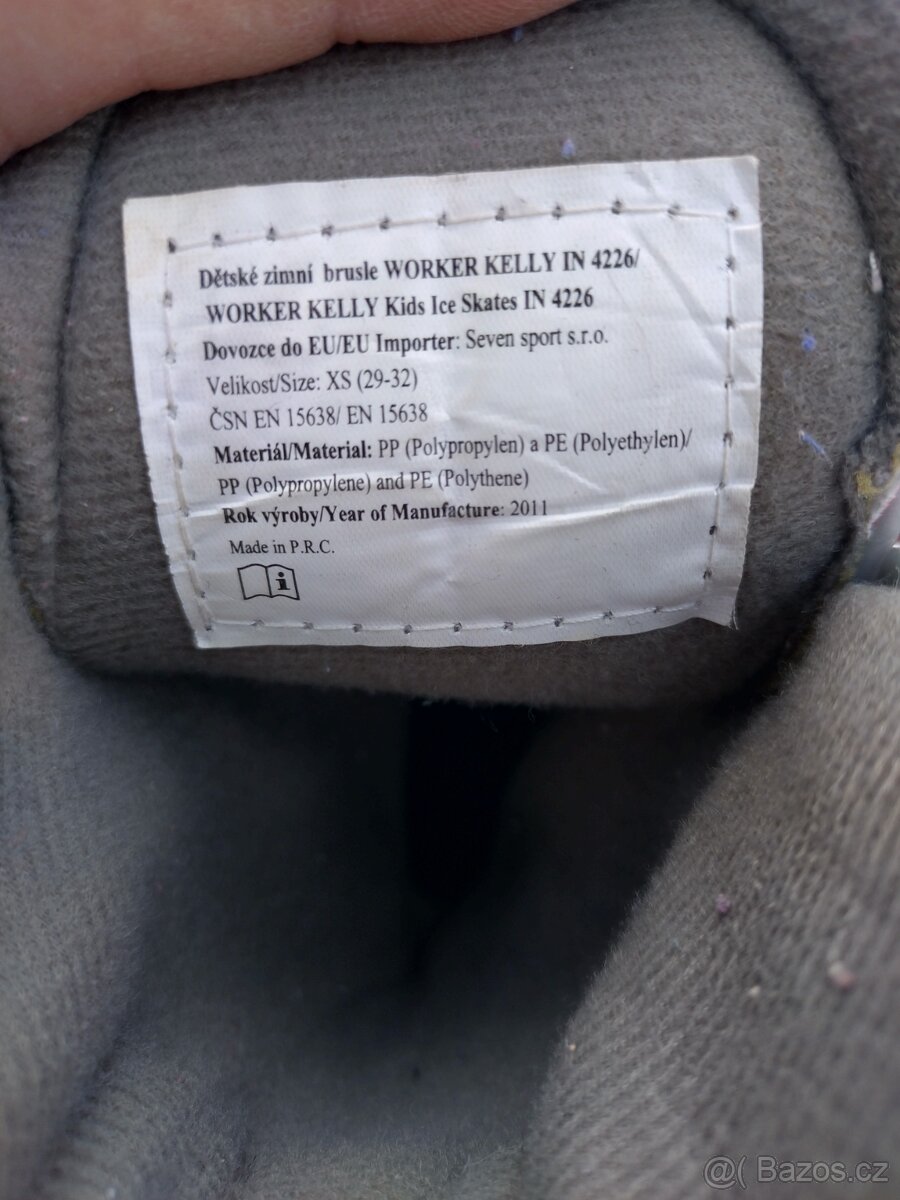 Dětské zimní brusle WORKER KELLY IN 4226/
WORKER KELLY Kids Ice Skates IN 4226
Dovozce do EU/EU Importer: Seven sport s.r.o.
Velikost/Size: XS (29-32)
ČSN EN 15638/ EN 15638
Materiál/Material: PP (Polypropylen) a PE (Polyethylen)/
PP (Polypropylene) and PE (Polythene)
Rok výroby/Year of Manufacture: 2011
Made in P.R.C.
i
@( Bazos.cz